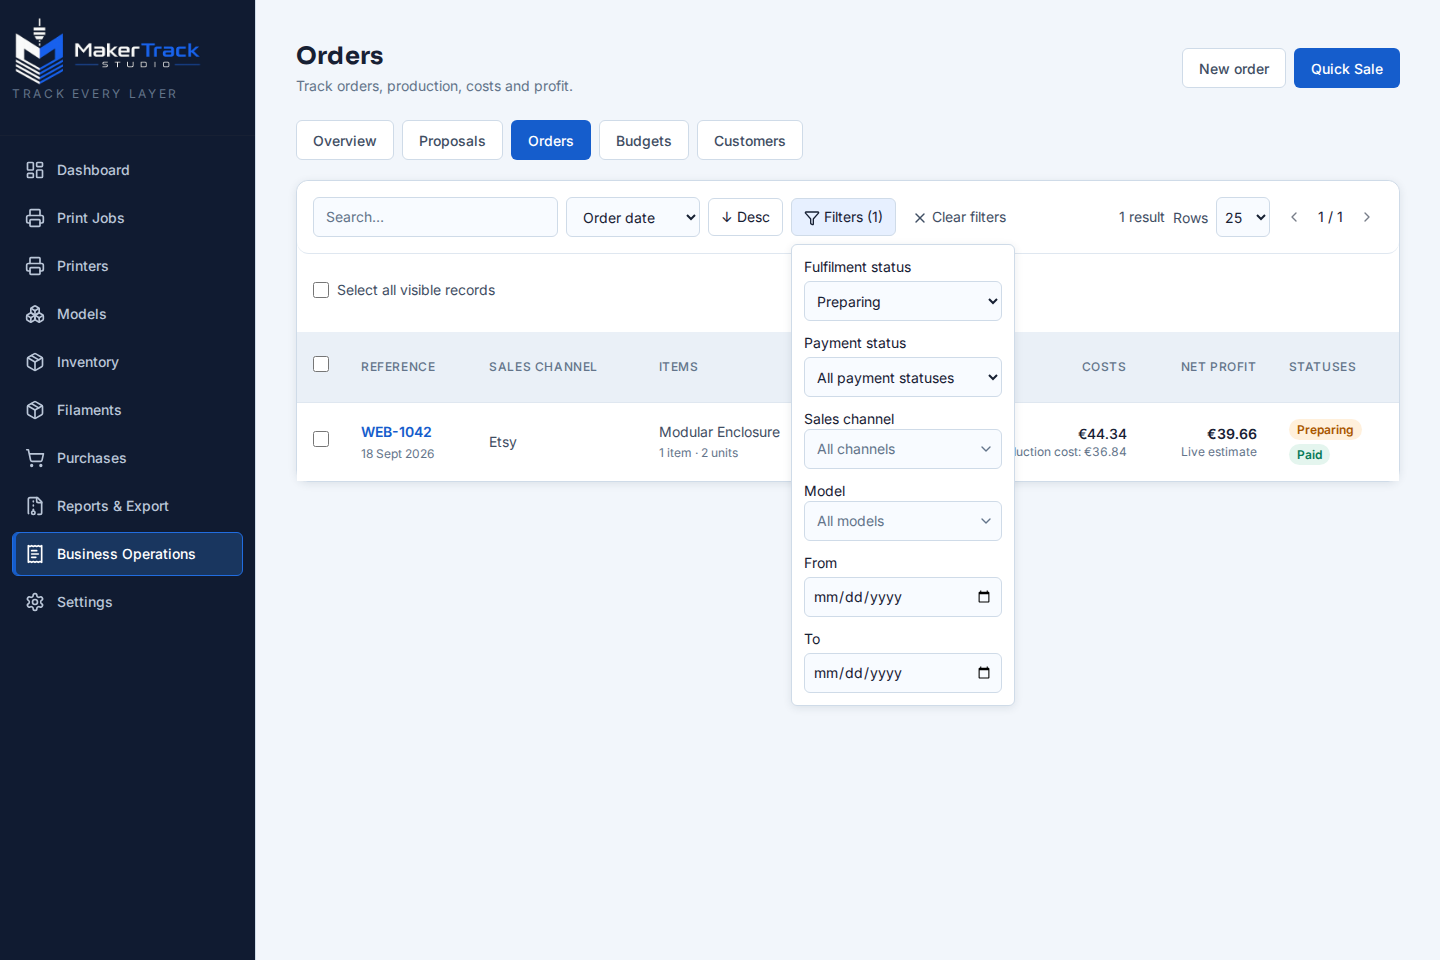 MakerTrack
STUDIO
TRACK EVERY LAYER
Dashboard
Print Jobs
Printers
Models
Inventory
Filaments
Purchases
Reports & Export
Business Operations
Settings
Orders
Track orders, production, costs and profit.
New order
Quick Sale
Overview
Proposals
Orders
Budgets
Customers
Search...
Order date
↓ Desc
Filters (1)
Clear filters
1 result
Rows
25
1 / 1
Select all visible records
Fulfilment status
Preparing
Payment status
All payment statuses
Sales channel
All channels
Model
All models
From
mm/dd/yyyy
To
mm/dd/yyyy
REFERENCE
SALES CHANNEL
ITEMS
COSTS
NET PROFIT
STATUSES
WEB-1042
18 Sept 2026
Etsy
Modular Enclosure
1 item · 2 units
€44.34
cost: €36.84
€39.66
Live estimate
Preparing
Paid